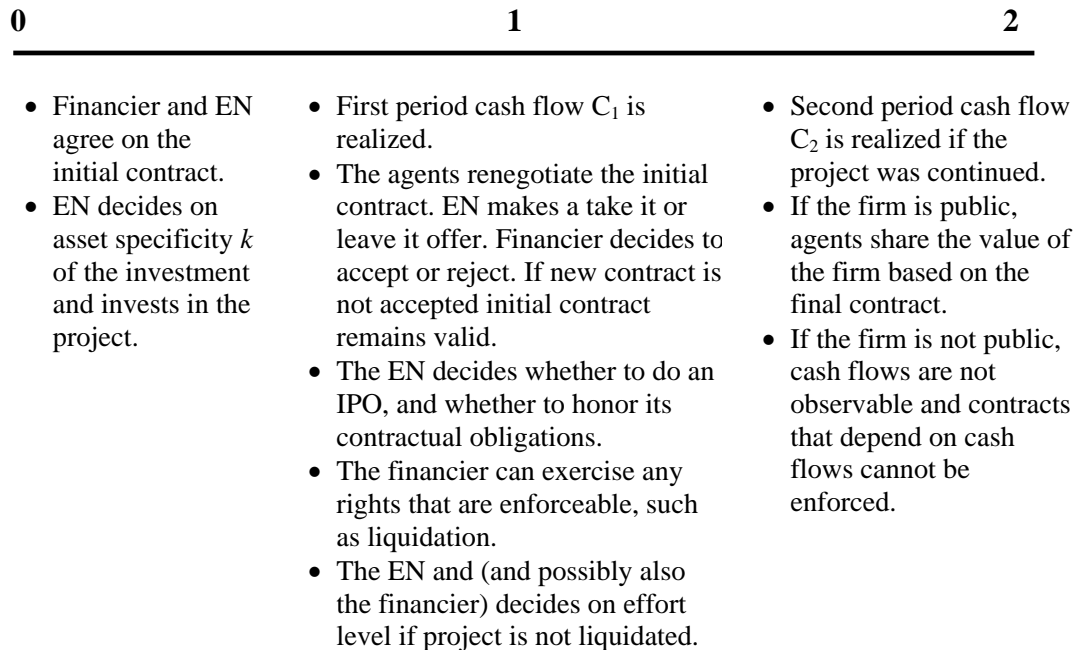 0 1 2
• Financier and EN
agree on the
initial contract.
• EN decides on
asset specificity k
of the investment
and invests in the
project.
• First period cash flow C₁ is
realized.
• The agents renegotiate the initial
contract. EN makes a take it or
leave it offer. Financier decides to
accept or reject. If new contract is
not accepted initial contract
remains valid.
• The EN decides whether to do an
IPO, and whether to honor its
contractual obligations.
• The financier can exercise any
rights that are enforceable, such
as liquidation.
• The EN and (and possibly also
the financier) decides on effort
level if project is not liquidated.
• Second period cash flow
C₂ is realized if the
project was continued.
• If the firm is public,
agents share the value of
the firm based on the
final contract.
• If the firm is not public,
cash flows are not
observable and contracts
that depend on cash
flows cannot be
enforced.